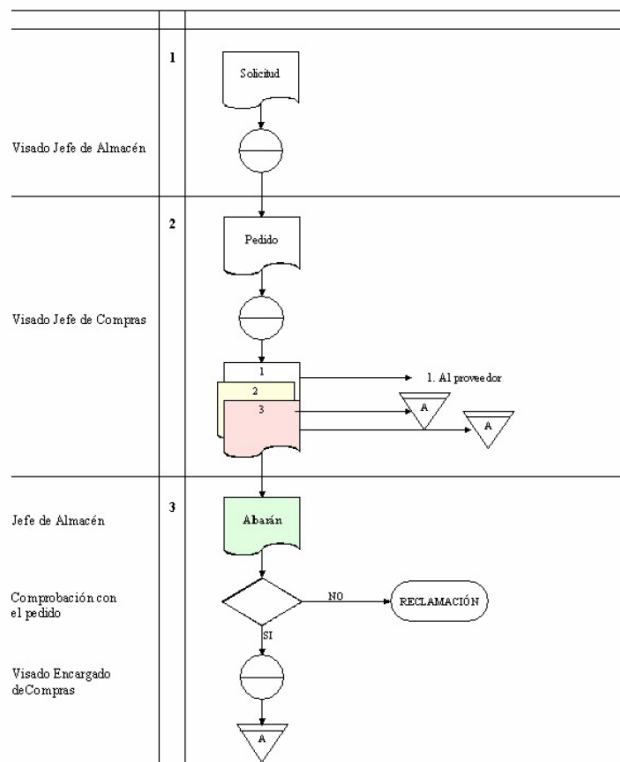 1
Solicitud
Visado Jefe de Almacén
2
Pedido
Visado Jefe de Compras
1
1. Al proveedor
2
A
3
A
3
Jefe de Almacén
Albarán
Comprobación con
el pedido
NO
RECLAMACIÓN
SI
Visado Encargado
deCompras
A